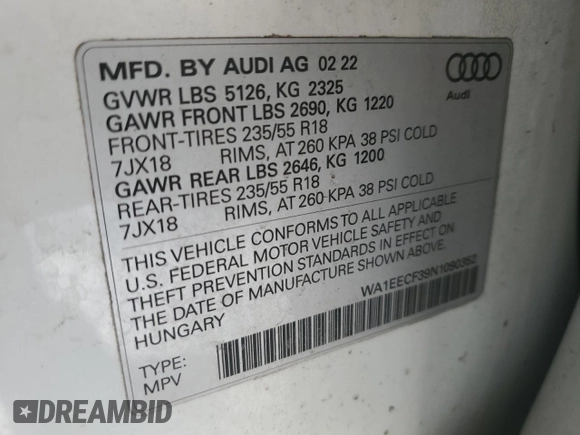 MFD. BY AUDI AG 02 22
Audi
GVWR LBS 5126, KG 2325
GAWR FRONT LBS 2690, KG 1220
FRONT-TIRES 235/55 R18
7JX18 RIMS, AT 260 KPA 38 PSI COLD
GAWR REAR LBS 2646, KG 1200
REAR-TIRES 235/55 R18
7JX18 RIMS, AT 260 KPA 38 PSI COLD
THIS VEHICLE CONFORMS TO ALL APPLICABLE
U.S. FEDERAL MOTOR VEHICLE SAFETY AND
THEFT PREVENTION STANDARDS IN EFFECT ON
THE DATE OF MANUFACTURE SHOWN ABOVE.
HUNGARY
WA1EECF39N1090352
TYPE:
MPV
DREAMBID